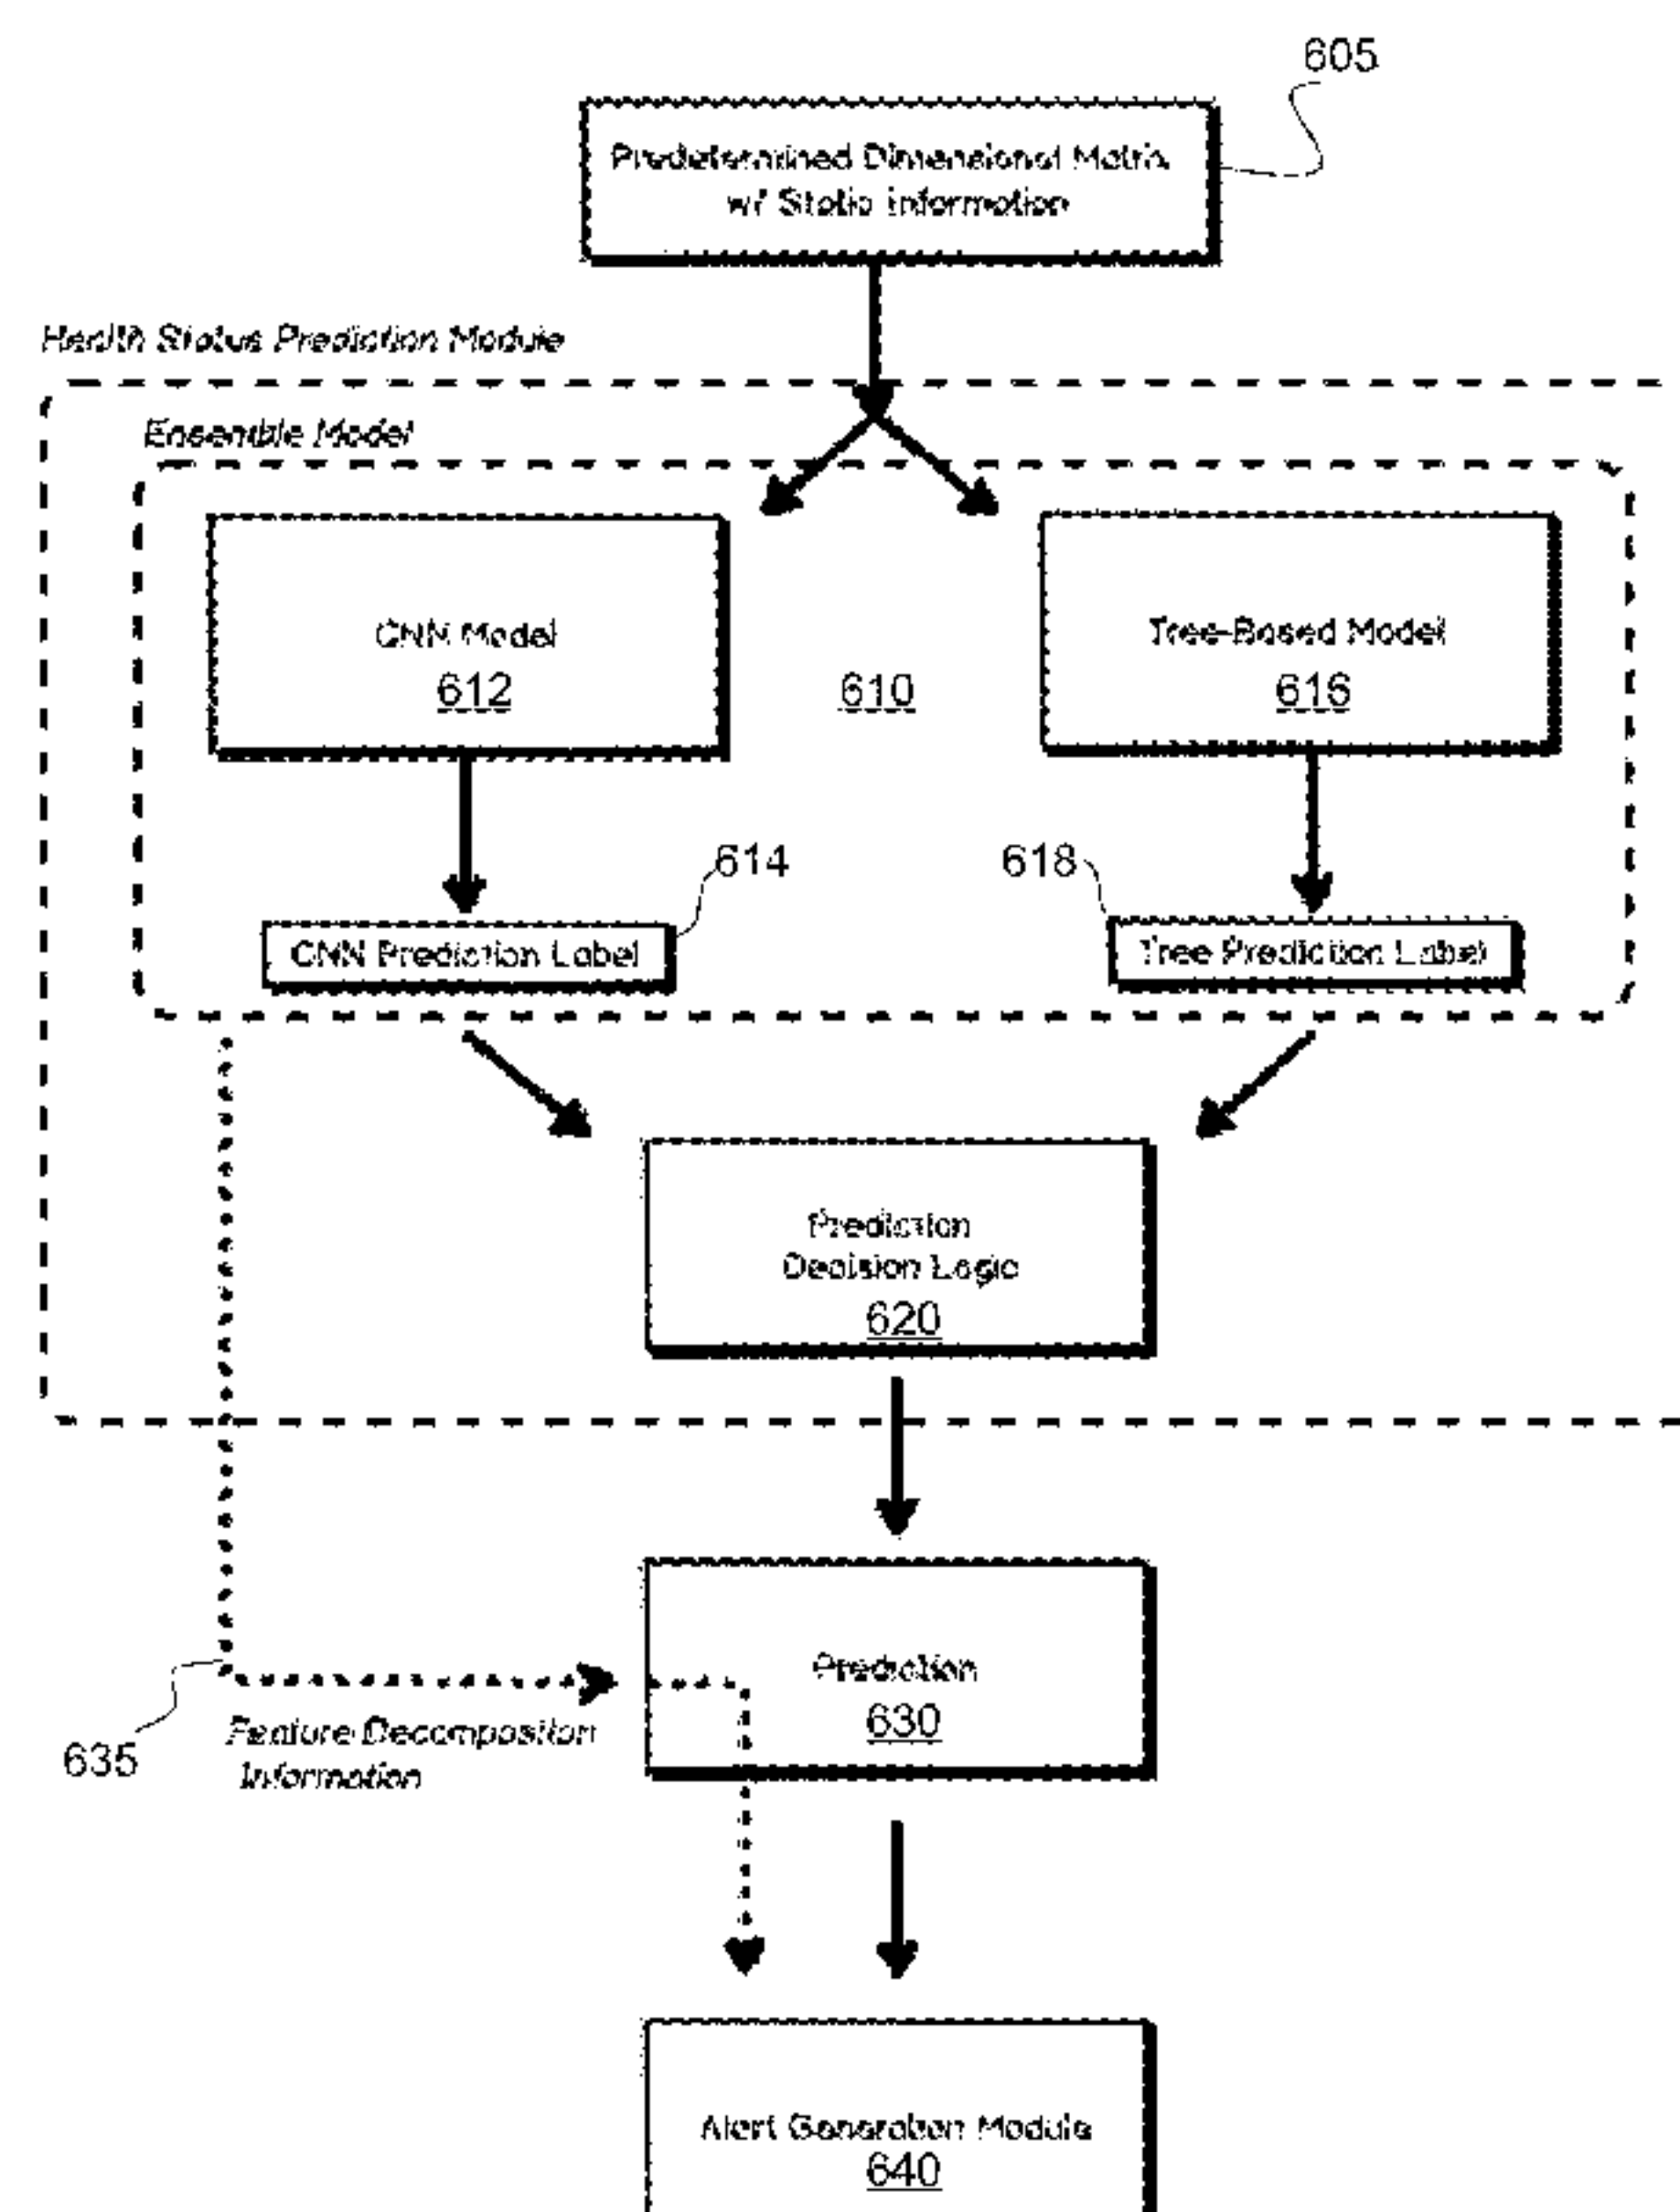 605
Predetermined Dimensional Matrix
w/ Static Information
Health Status Prediction Module
Ensemble Model
CNN Model
612
610
Tree-Based Model
616
614
618
CNN Prediction Label
Tree Prediction Label
Prediction
Decision Logic
620
Prediction
630
635
Feature Decomposition
Information
Alert Generation Module
640